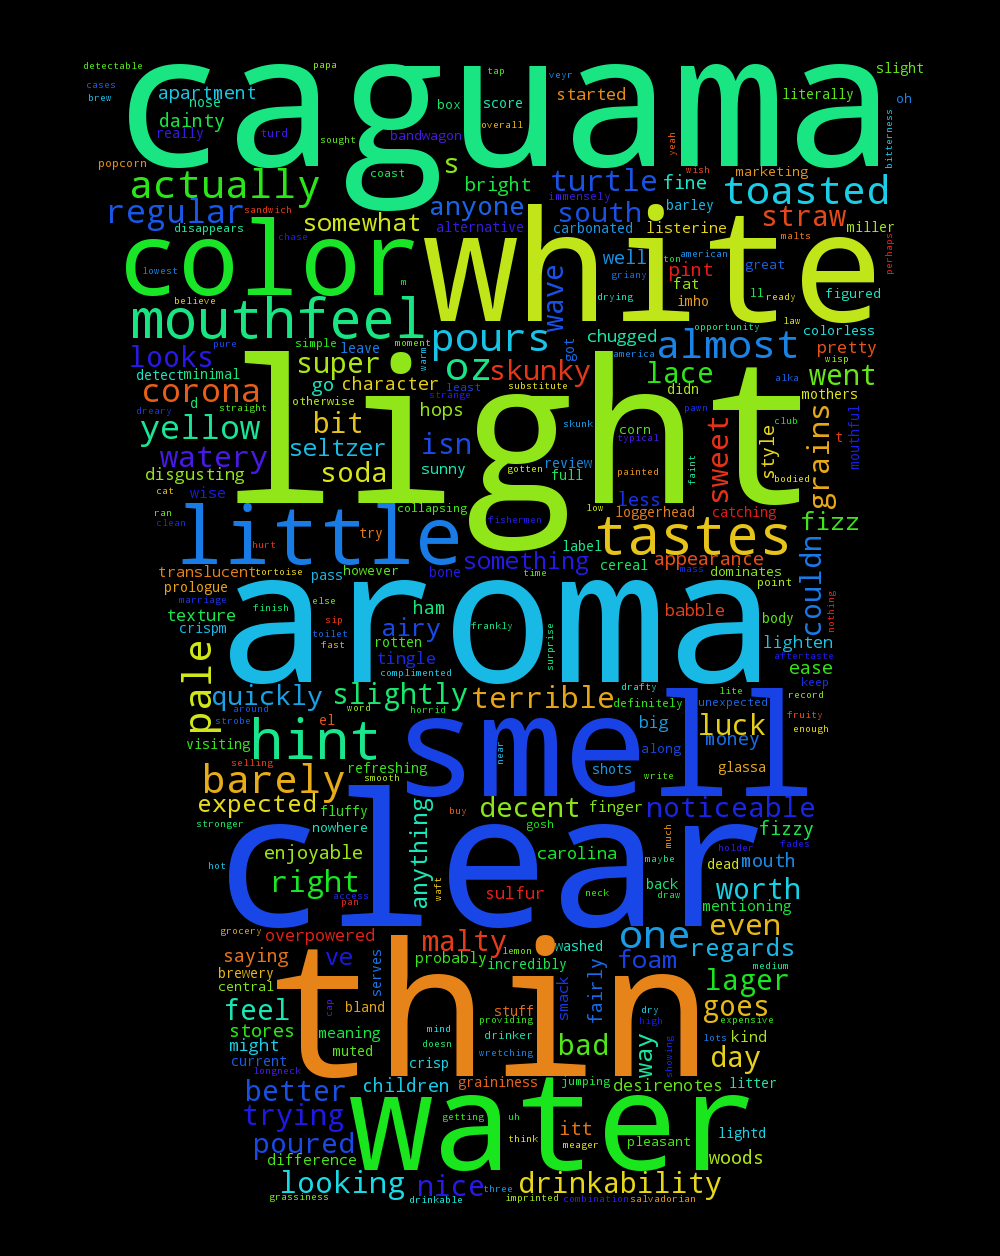 detectable papa tap veyr slight
cases brew apartment nose dainty box score overall started literally oh
caguama
really turd sought bandwagon yeah bitterness
popcorn coast s marketing
actually bright turtle fine toasted
regular sandwich somewhat anyone immensely wish south barley straw
disappears alternative carbonated listerine miller
color white
chase lowest m well american malts perhaps
griany ton pint great
believe drying fat imho ll ready figured
mouthfeel wave law
pure simple moment pours got chugged opportunity colorless
looks leave warm america almost pretty wisp
detect minimal super oz skunky lace went
corona go character least substitute didn alka mothers
d otherwise strange
dreary straight hops skunk corn pawn club
yellow bit isn typical sweet style grains mouthful t
light
watery seltzer sunny gotten review painted faint
disgusting soda full bodied
cat wise collapsing low less catching
ran clean try fishermen loggerhead fizz
little tastes
hurt label appearance
translucent tortoise however bone something time cereal mass dominates couldn
prologue pass point
aroma
marriage finish else ham babble body nothing
texture sip frankly
crispm toilet airy surprise lighten
fast rotten aftertaste
pale tingle complimented ease
drafty keep
quickly slightly terrible definitely lite unexpected record
around word horrid
strobe el big luck fruity enough
visiting hint smell
near along money
selling refreshing shots glassa
barely smooth write
expected fluffy decent finger noticeable
stronger nowhere buy gosh fizzy
clear
anything much holder fades
hot enjoyable carolina maybe dead mouth
right access waft sulfur neck back draw worth
pan mentioning
grocery overpowered malty one even
saying lemon washed regards
brewery ve probably incredibly foam medium
central serves smack fairly lager
thin
feel cap bland stuff dry goes
stores meaning mind providing high lots expensive
might muted doesn drinker bad way kind
current crisp wretching showing day
longneck
better children graininess jumping desirenotes litter
water
trying getting uh itt lightd
poured think meager pleasant
difference woods
looking nice three drinkability
grassiness drinkable imprinted combination salvadorian